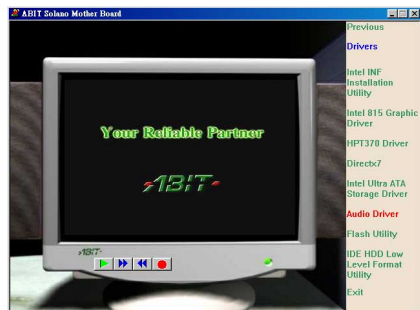 ABIT Solano Mother Board
Previous
Drivers
Intel INF
Installation
Utility
Intel 815 Graphic
Driver
HPT370 Driver
Directx7
Intel Ultra ATA
Storage Driver
Audio Driver
Flash Utility
IDE HDD Low
Level Format
Utility
Exit
Your Reliable Partner
ABIT
ABIT